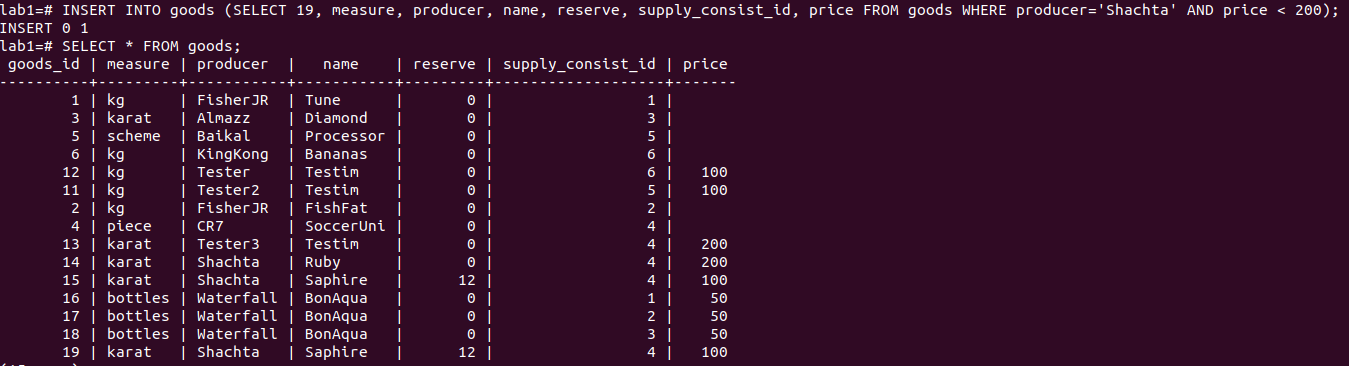 lab1=# INSERT INTO goods (SELECT 19, measure, producer, name, reserve, supply_consist_id, price FROM goods WHERE producer='Shachta' AND price < 200);
INSERT 0 1
lab1=# SELECT * FROM goods;
 goods_id | measure | producer  |   name    | reserve | supply_consist_id | price
----------+---------+-----------+-----------+---------+-------------------+-------
        1 | kg      | FisherJR  | Tune      |       0 |                 1 |
        3 | karat   | Almazz    | Diamond   |       0 |                 3 |
        5 | scheme  | Baikal    | Processor |       0 |                 5 |
        6 | kg      | KingKong  | Bananas   |       0 |                 6 |
       12 | kg      | Tester    | Testim    |       0 |                 6 |   100
       11 | kg      | Tester2   | Testim    |       0 |                 5 |   100
        2 | kg      | FisherJR  | FishFat   |       0 |                 2 |
        4 | piece   | CR7       | SoccerUni |       0 |                 4 |
       13 | karat   | Tester3   | Testim    |       0 |                 4 |   200
       14 | karat   | Shachta   | Ruby      |       0 |                 4 |   200
       15 | karat   | Shachta   | Saphire   |      12 |                 4 |   100
       16 | bottles | Waterfall | BonAqua   |       0 |                 1 |    50
       17 | bottles | Waterfall | BonAqua   |       0 |                 2 |    50
       18 | bottles | Waterfall | BonAqua   |       0 |                 3 |    50
       19 | karat   | Shachta   | Saphire   |      12 |                 4 |   100